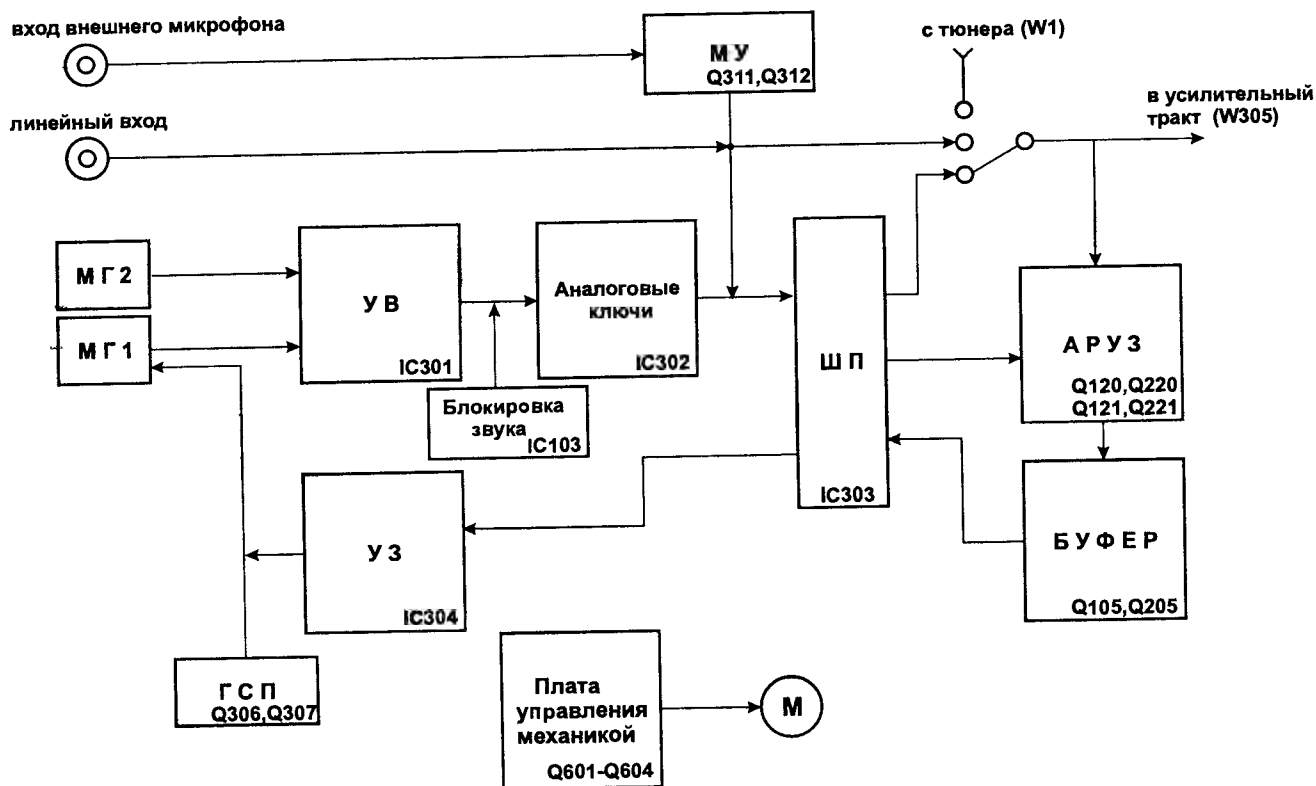 вход внешнего микрофона
М У
Q311,Q312
с тюнера (W1)
в усилительный
тракт (W305)
линейный вход
М Г 2
М Г 1
У В
IC301
Аналоговые
ключи
IC302
Блокировка
звука
IC103
Ш П
IC303
А Р У З
Q120,Q220
Q121,Q221
Б У Ф Е Р
Q105,Q205
У З
IC304
Г С П
Q306,Q307
Плата
управления
механикой
Q601-Q604
М